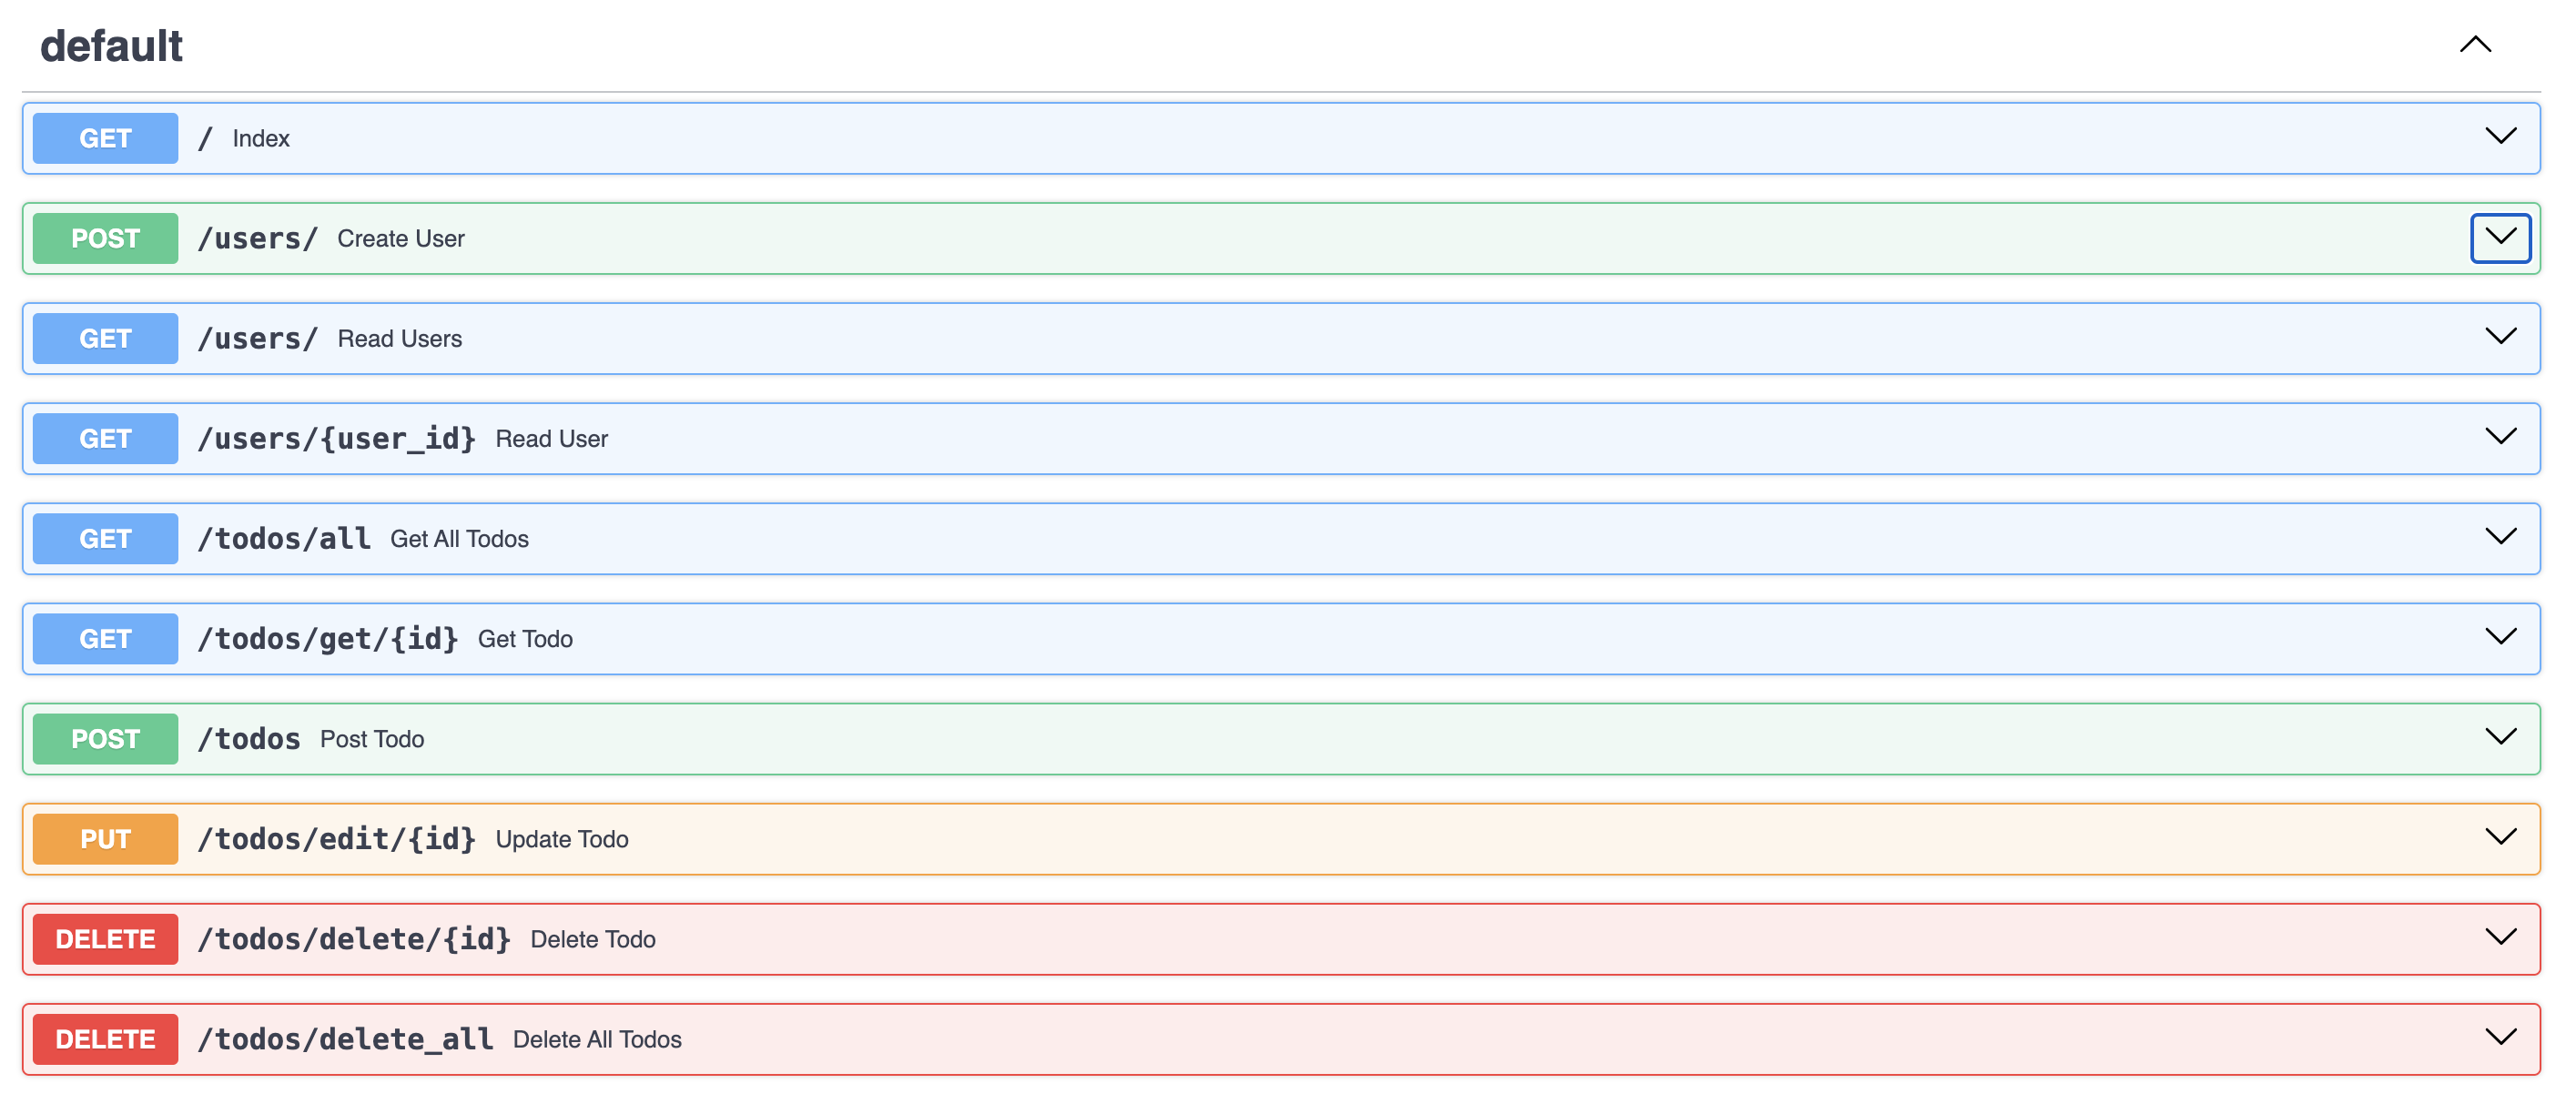 default
GET / Index
POST /users/ Create User
GET /users/ Read Users
GET /users/{user_id} Read User
GET /todos/all Get All Todos
GET /todos/get/{id} Get Todo
POST /todos Post Todo
PUT /todos/edit/{id} Update Todo
DELETE /todos/delete/{id} Delete Todo
DELETE /todos/delete_all Delete All Todos